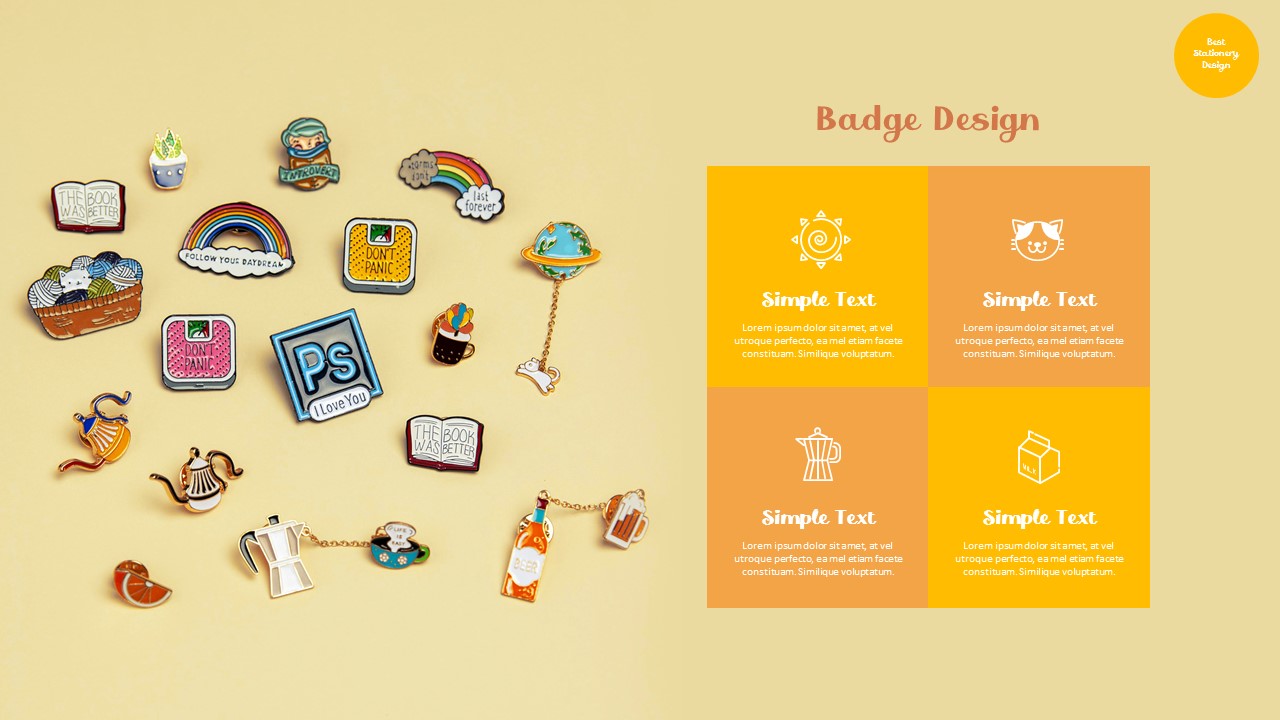 Best
Stationery
Design
Badge Design
INTROVERT
storms
don't
last
forever
THE BOOK
WAS BETTER
FOLLOW YOUR DAYDREAM
DON'T
PANIC
DON'T
PANIC
PS
I Love You
THE BOOK
WAS BETTER
LIFE
IS
BEER
Simple Text
Lorem ipsum dolor sit amet, at vel
utroque perfecto, ea mel etiam facete
constituam. Similique voluptatum.
Simple Text
Lorem ipsum dolor sit amet, at vel
utroque perfecto, ea mel etiam facete
constituam. Similique voluptatum.
Simple Text
Lorem ipsum dolor sit amet, at vel
utroque perfecto, ea mel etiam facete
constituam. Similique voluptatum.
Simple Text
Lorem ipsum dolor sit amet, at vel
utroque perfecto, ea mel etiam facete
constituam. Similique voluptatum.